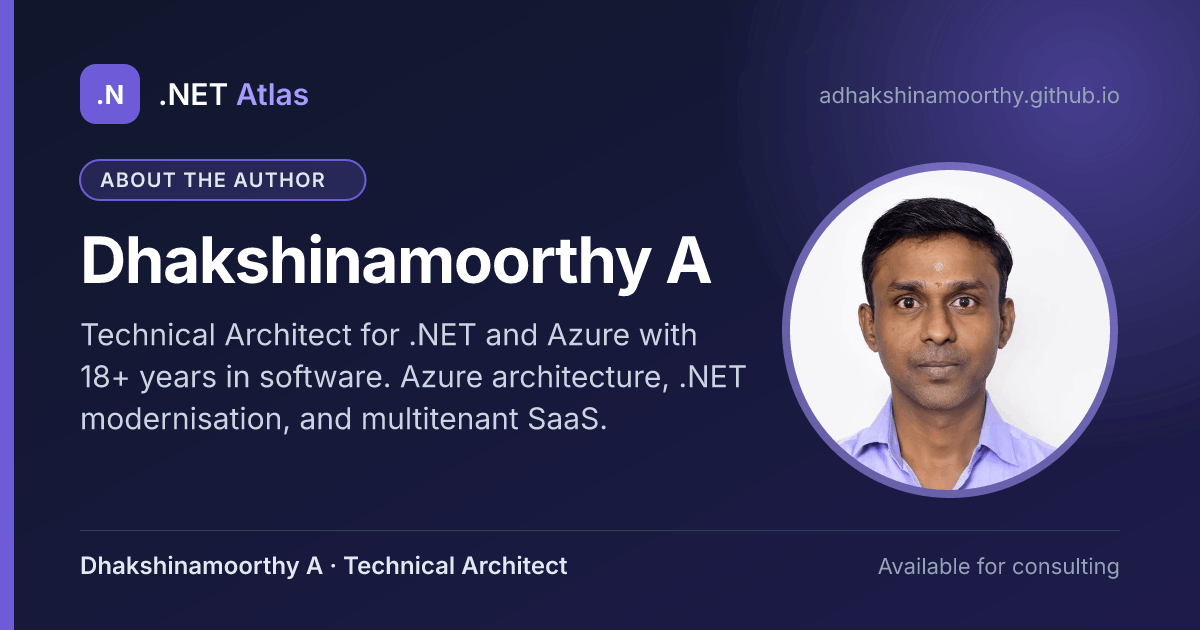 .N .NET Atlas
adhakshinamoorthy.github.io
ABOUT THE AUTHOR
Dhakshinamoorthy A
Technical Architect for .NET and Azure with
18+ years in software. Azure architecture, .NET
modernisation, and multitenant SaaS.
Dhakshinamoorthy A · Technical Architect
Available for consulting